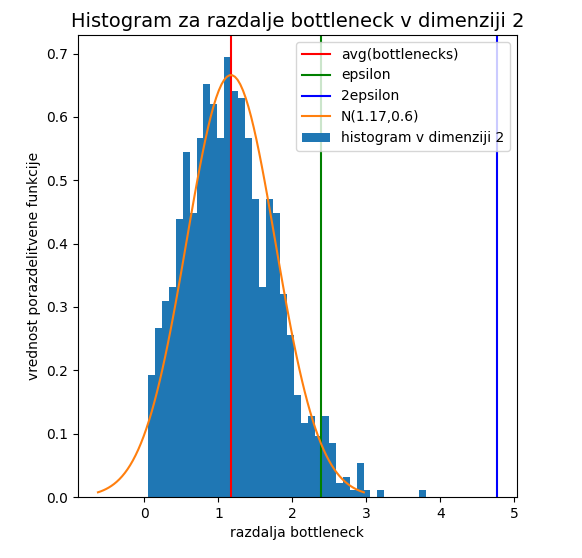 Histogram za razdalje bottleneck v dimenziji 2
avg(bottlenecks)
epsilon
2epsilon
N(1.17,0.6)
histogram v dimenziji 2
vrednost porazdelitvene funkcije
0.7
0.6
0.5
0.4
0.3
0.2
0.1
0.0
0 1 2 3 4 5
razdalja bottleneck